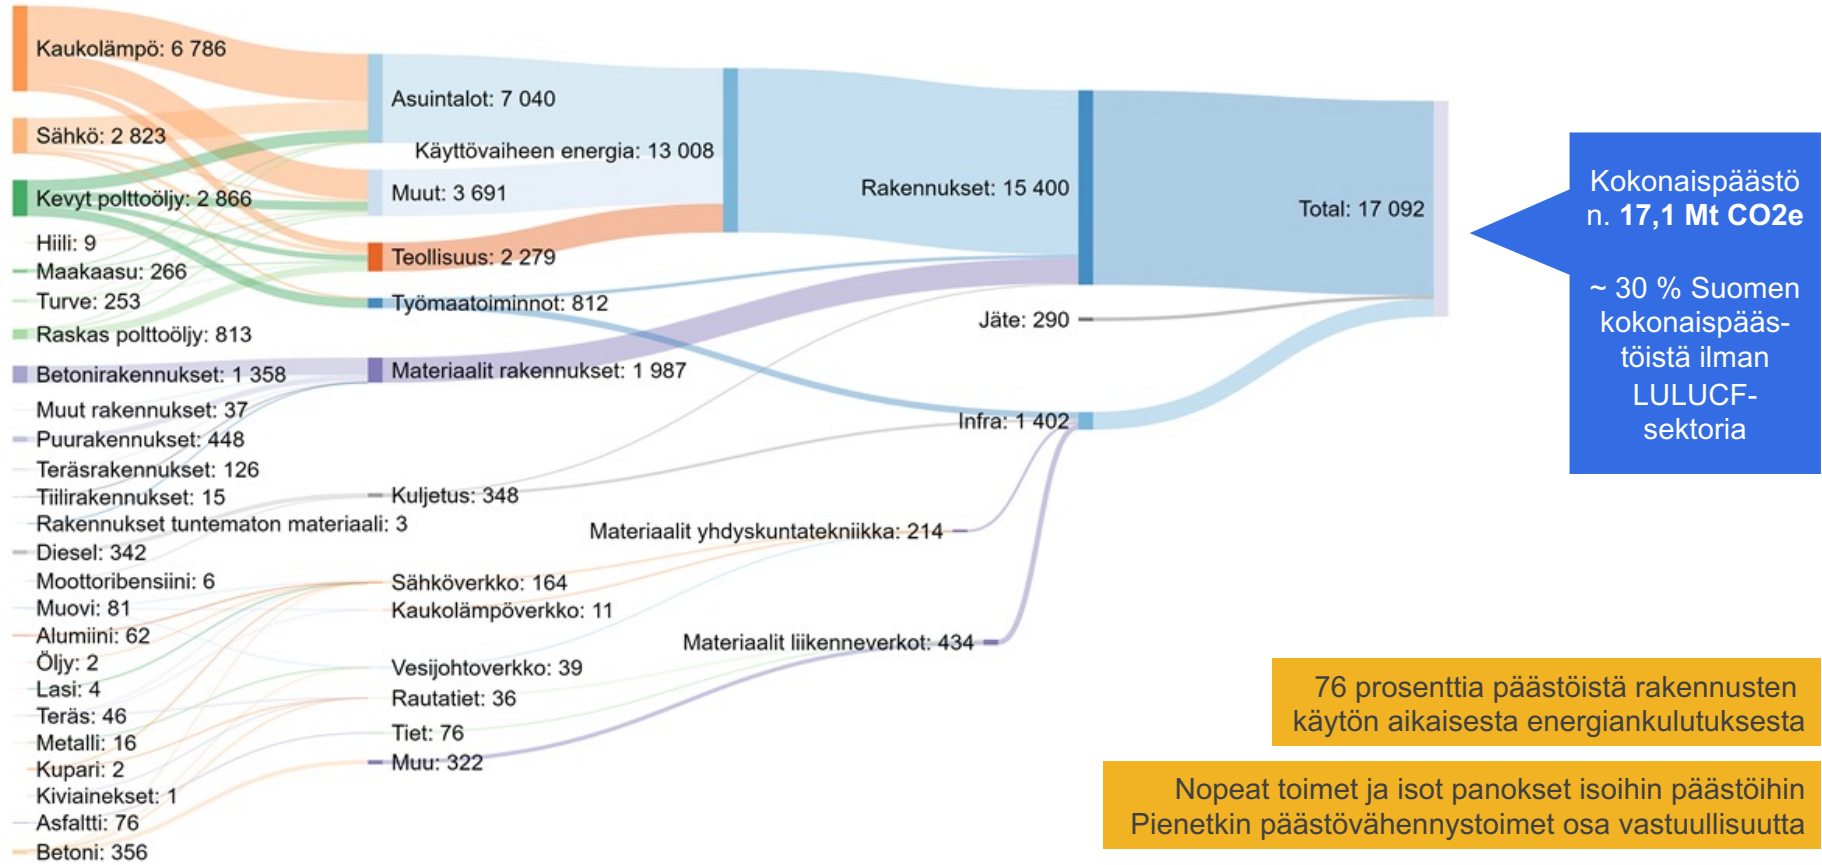 Kaukolämpö: 6 786
Sähkö: 2 823
Kevyt polttoöljy: 2 866
Hiili: 9
Maakaasu: 266
Turve: 253
Raskas polttoöljy: 813
Betonirakennukset: 1 358
Muut rakennukset: 37
Puurakennukset: 448
Teräsrakennukset: 126
Tiilirakennukset: 15
Rakennukset tuntematon materiaali: 3
Diesel: 342
Moottoribensiini: 6
Muovi: 81
Alumiini: 62
Öljy: 2
Lasi: 4
Teräs: 46
Metalli: 16
Kupari: 2
Kiviainekset: 1
Asfaltti: 76
Betoni: 356
Asuintalot: 7 040
Muut: 3 691
Teollisuus: 2 279
Työmaatoiminnot: 812
Materiaalit rakennukset: 1 987
Kuljetus: 348
Sähköverkko: 164
Kaukolämpöverkko: 11
Vesijohtoverkko: 39
Rautatiet: 36
Tiet: 76
Muu: 322
Käyttövaiheen energia: 13 008
Materiaalit yhdyskuntatekniikka: 214
Materiaalit liikenneverkot: 434
Rakennukset: 15 400
Jäte: 290
Infra: 1 402
Total: 17 092
Kokonaispäästö
n. 17,1 Mt CO2e
~ 30 % Suomen
kokonaispääs-
töistä ilman
LULUCF-
sektoria
76 prosenttia päästöistä rakennusten
käytön aikaisesta energiankulutuksesta
Nopeat toimet ja isot panokset isoihin päästöihin
Pienetkin päästövähennystoimet osa vastuullisuutta